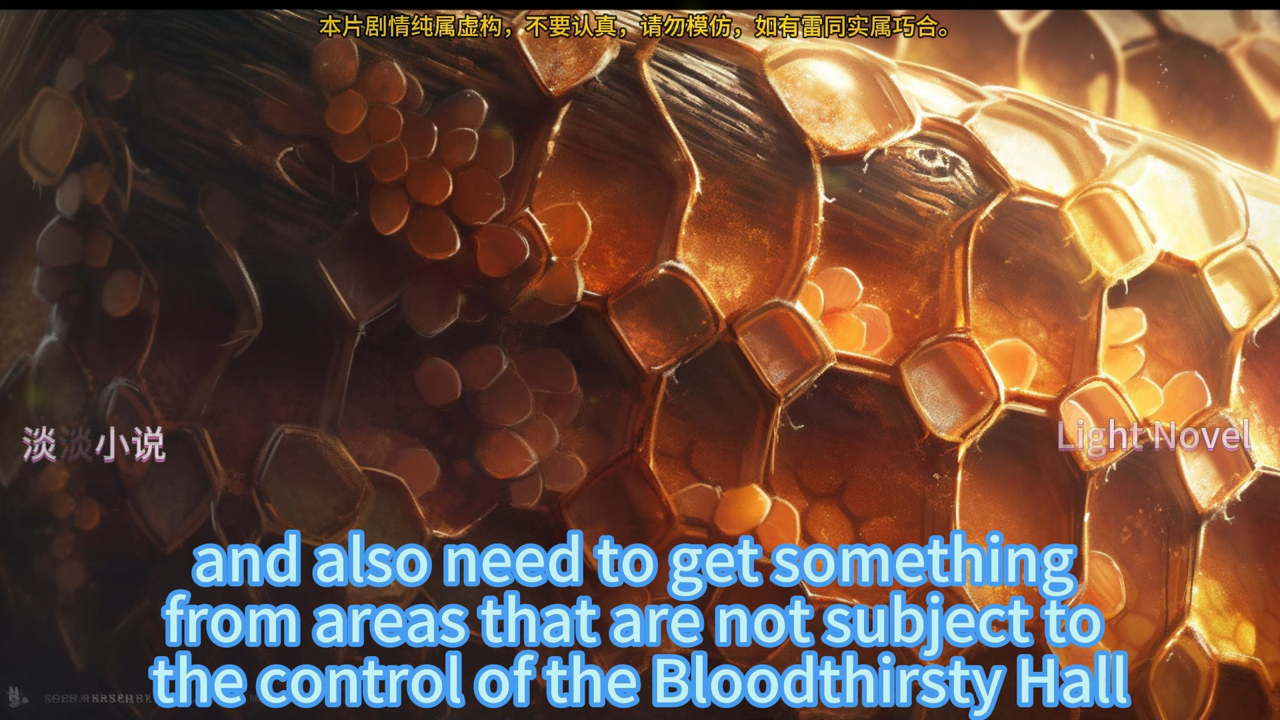 本片剧情纯属虚构，不要认真，请勿模仿，如有雷同实属巧合。
淡淡小说
Light Novel
and also need to get something
from areas that are not subject to
the control of the Bloodthirsty Hall